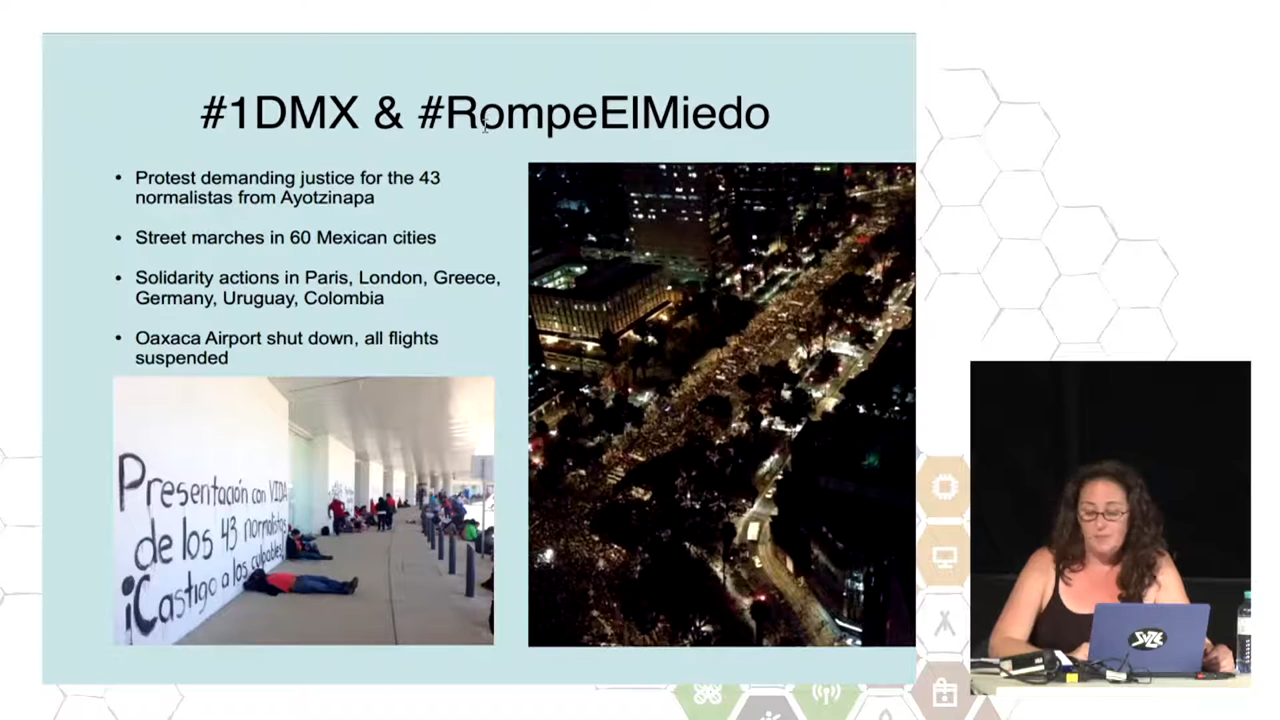 #1DMX & #RompeElMiedo
• Protest demanding justice for the 43
normalistas from Ayotzinapa
• Street marches in 60 Mexican cities
• Solidarity actions in Paris, London, Greece,
Germany, Uruguay, Colombia
• Oaxaca Airport shut down, all flights
suspended
Presentación con VIDA
de los 43 normalistas
¡Castigo a los culpables!